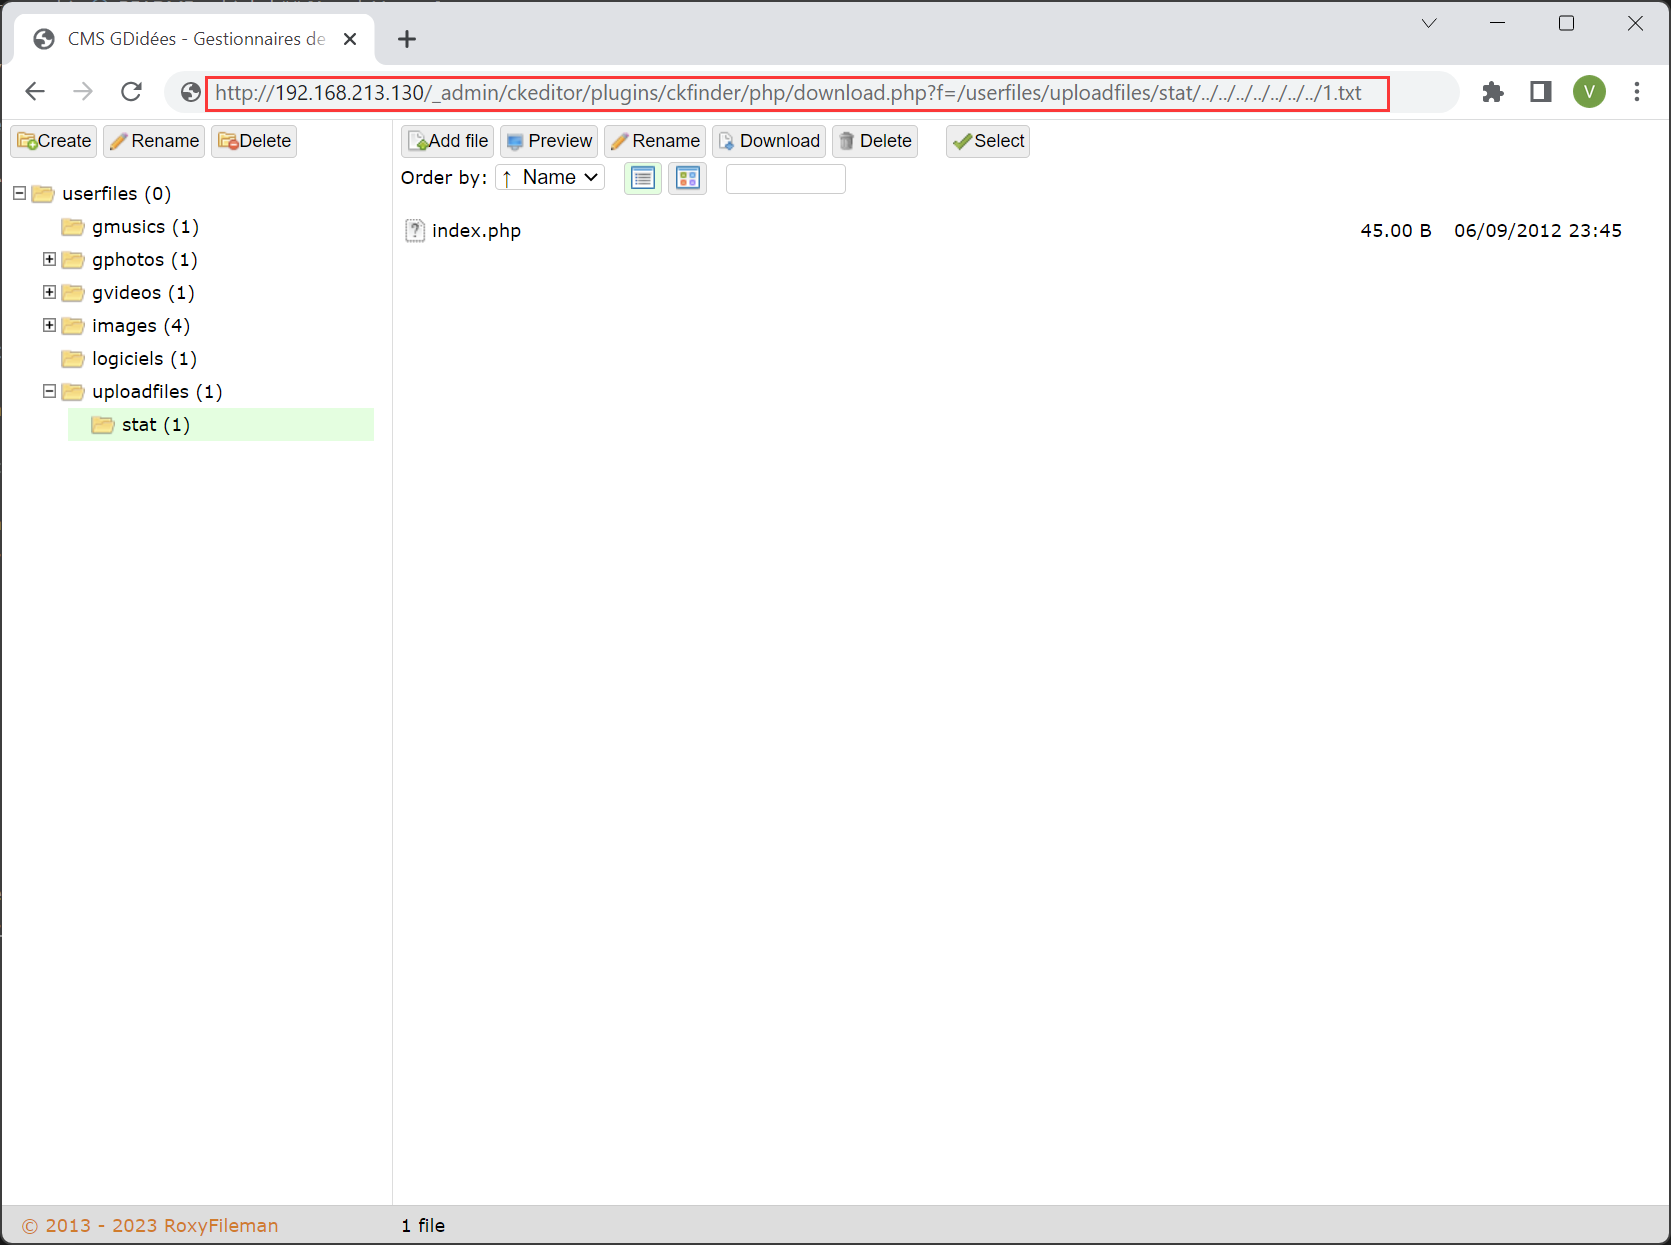 CMS GDidées - Gestionnaires de
http://192.168.213.130/_admin/ckeditor/plugins/ckfinder/php/download.php?f=/userfiles/uploadfiles/stat/../../../../../../../1.txt
V
Create Rename Delete
Add file Preview Rename Download Delete Select
Order by: ↑ Name
userfiles (0)
gmusics (1)
gphotos (1)
gvideos (1)
images (4)
logiciels (1)
uploadfiles (1)
stat (1)
index.php 45.00 B 06/09/2012 23:45
© 2013 - 2023 RoxyFileman
1 file